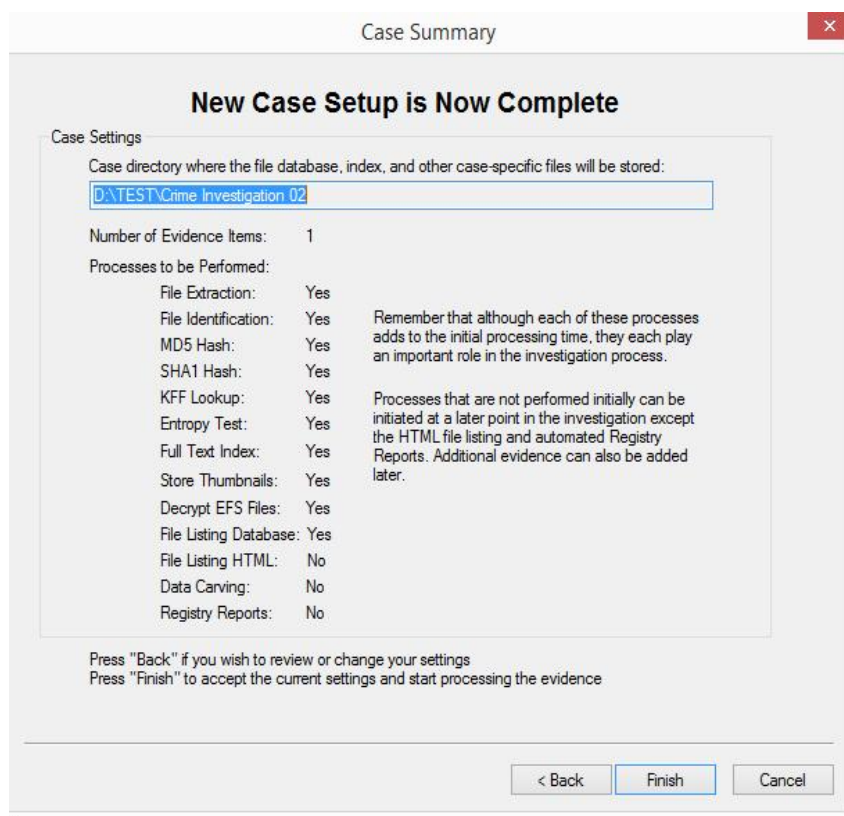 Case Summary
New Case Setup is Now Complete
Case Settings
Case directory where the file database, index, and other case-specific files will be stored:
D:\TEST\Crime Investigation 02
Number of Evidence Items: 1
Processes to be Performed:
File Extraction: Yes
File Identification: Yes
MD5 Hash: Yes
SHA1 Hash: Yes
KFF Lookup: Yes
Entropy Test: Yes
Full Text Index: Yes
Store Thumbnails: Yes
Decrypt EFS Files: Yes
File Listing Database: Yes
File Listing HTML: No
Data Carving: No
Registry Reports: No
Remember that although each of these processes
adds to the initial processing time, they each play
an important role in the investigation process.
Processes that are not performed initially can be
initiated at a later point in the investigation except
the HTML file listing and automated Registry
Reports. Additional evidence can also be added
later.
Press "Back" if you wish to review or change your settings
Press "Finish" to accept the current settings and start processing the evidence
< Back Finish Cancel